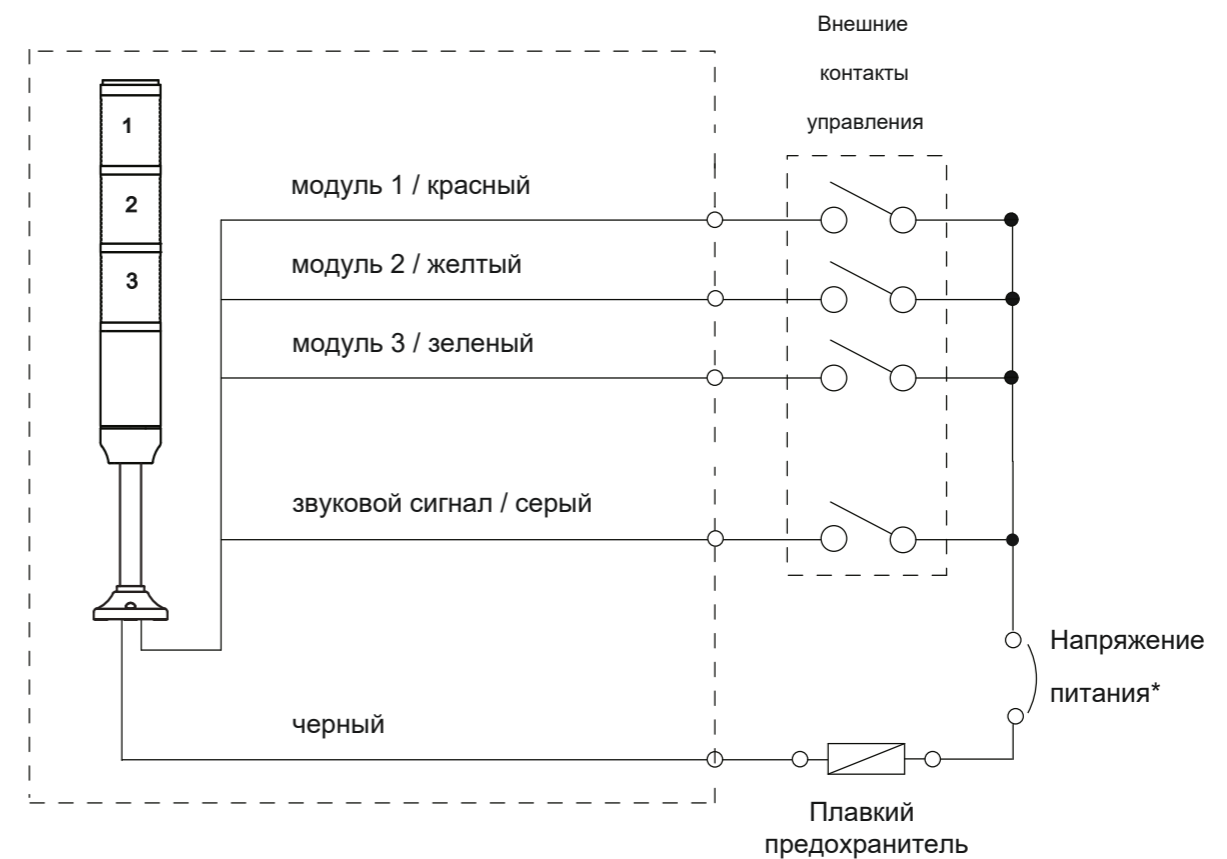 Внешние
контакты
управления
1
модуль 1 / красный
2
модуль 2 / желтый
3
модуль 3 / зеленый
звуковой сигнал / серый
Напряжение
питания*
черный
Плавкий
предохранитель